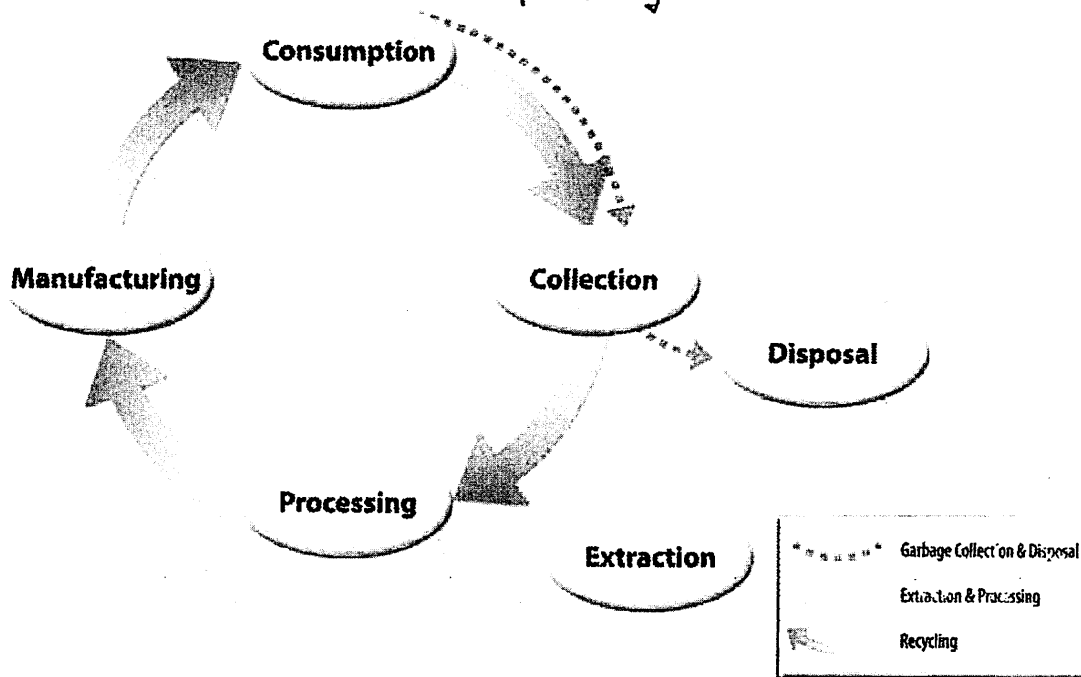 Consumption
Manufacturing
Collection
Disposal
Processing
Extraction
Garbage Collection & Disposal
Extraction & Processing
Recycling